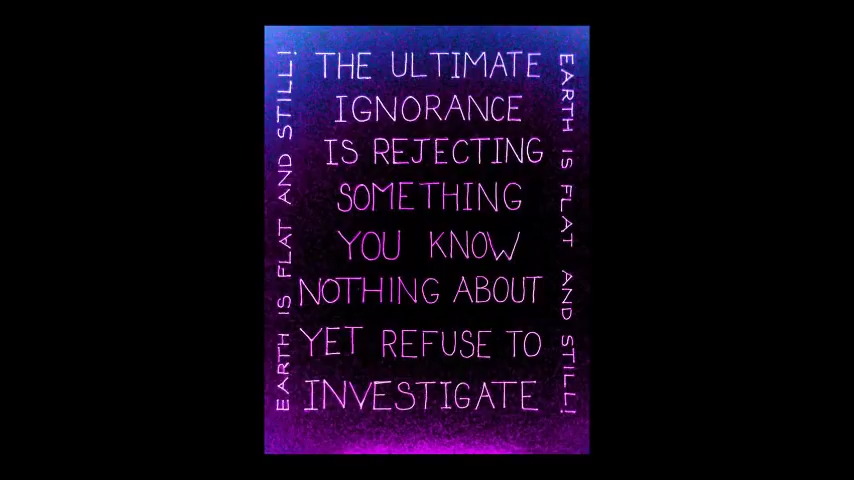 EARTH IS FLAT AND STILL!
THE ULTIMATE
IGNORANCE
IS REJECTING
SOMETHING
YOU KNOW
NOTHING ABOUT
YET REFUSE TO
INVESTIGATE
EARTH IS FLAT AND STILL!